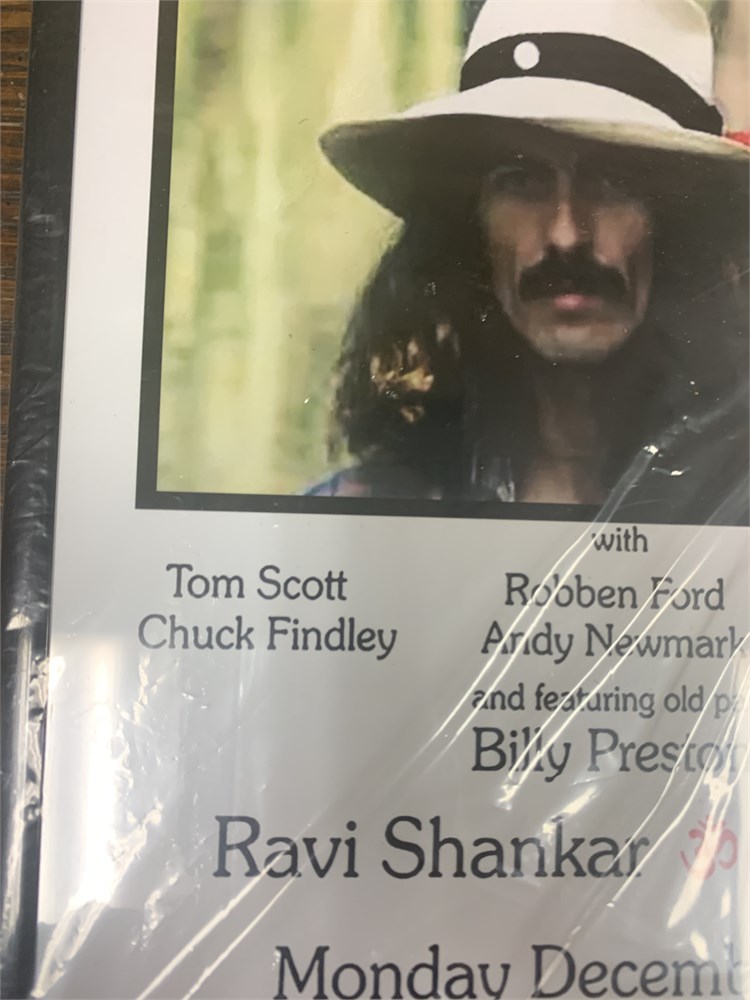 with
Tom Scott Robben Ford
Chuck Findley Andy Newmark
and featuring old
Billy Preston
Ravi Shankar ॐ
Monday